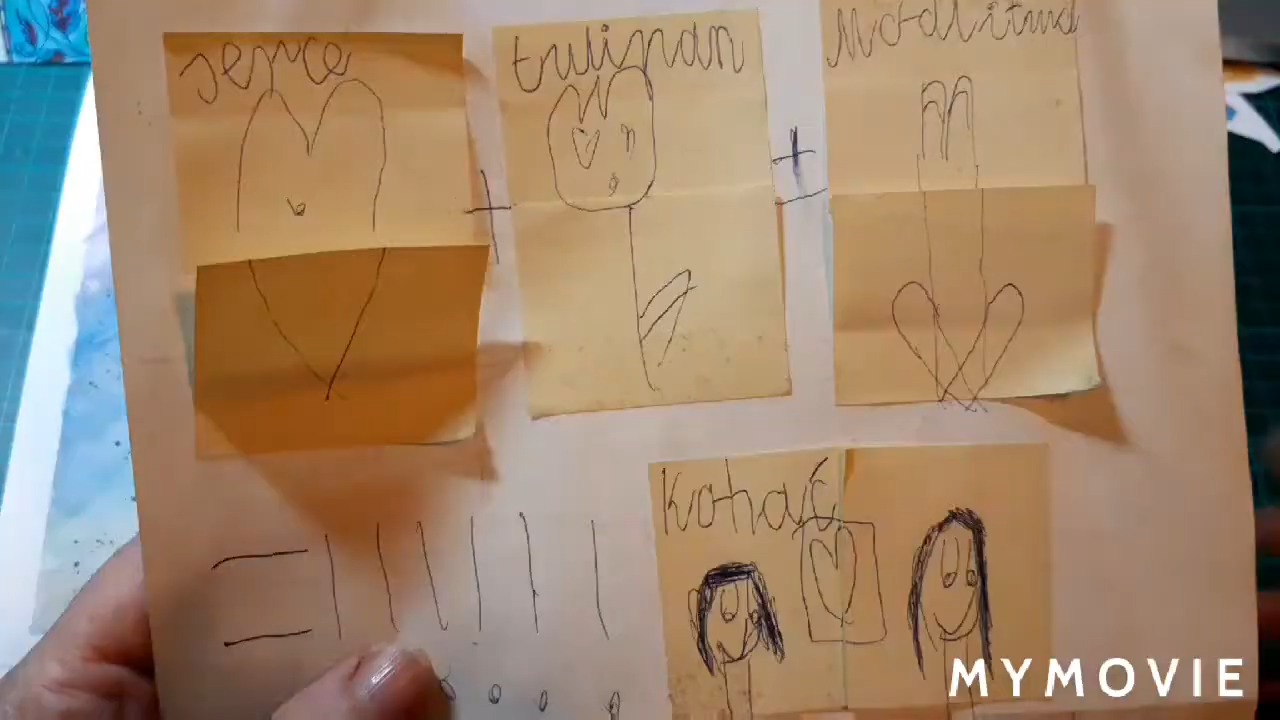 serce
tulipan
+
+
Modlitwa
=
Kohać
MYMOVIE